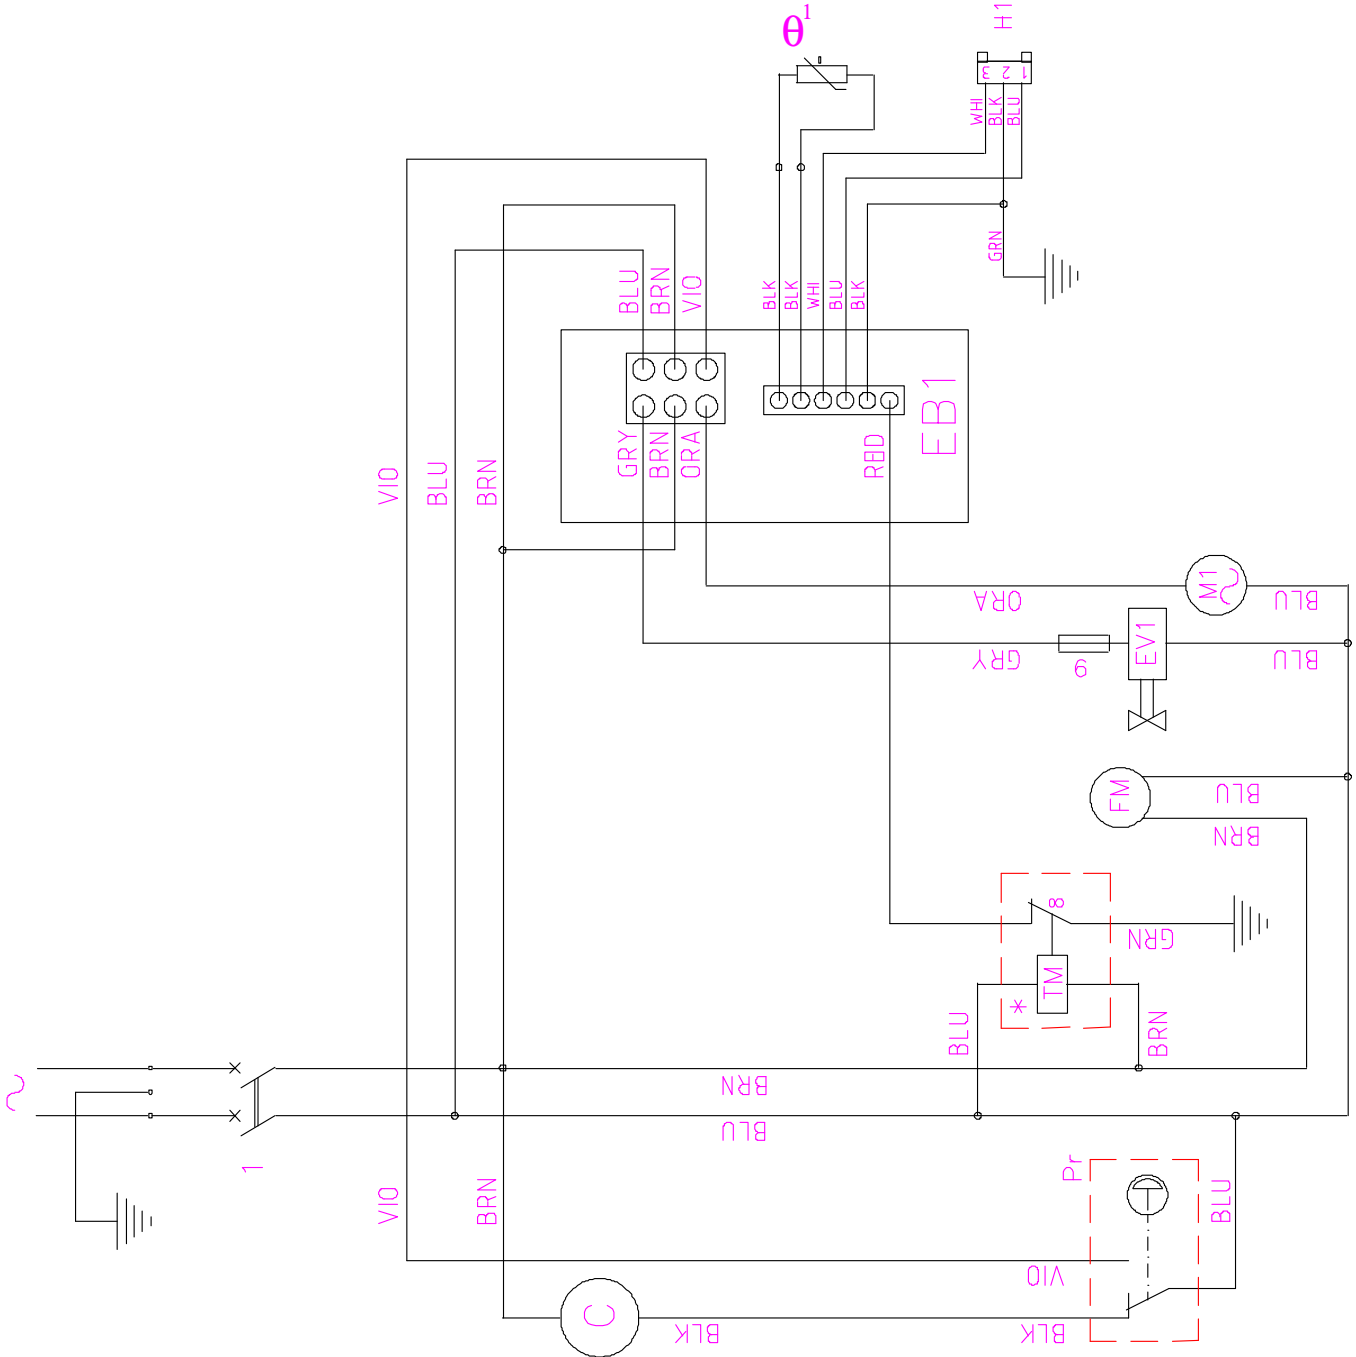 θ¹
H1
3 2 1
WHI
BLK
BLU
GRN
BLU
BRN
VIO
BLK
BLK
WHI
BLU
BLK
VIO
BLU
BRN
GRY
BRN
ORA
RBD
EB1
M1
ORA
BLU
GRY
6
EV1
BLU
FM
BLU
BRN
8
GRN
TM
*
BLU
BRN
BRN
BLU
1
VIO
BRN
Pr
BLU
VIO
C
BLK
BLK